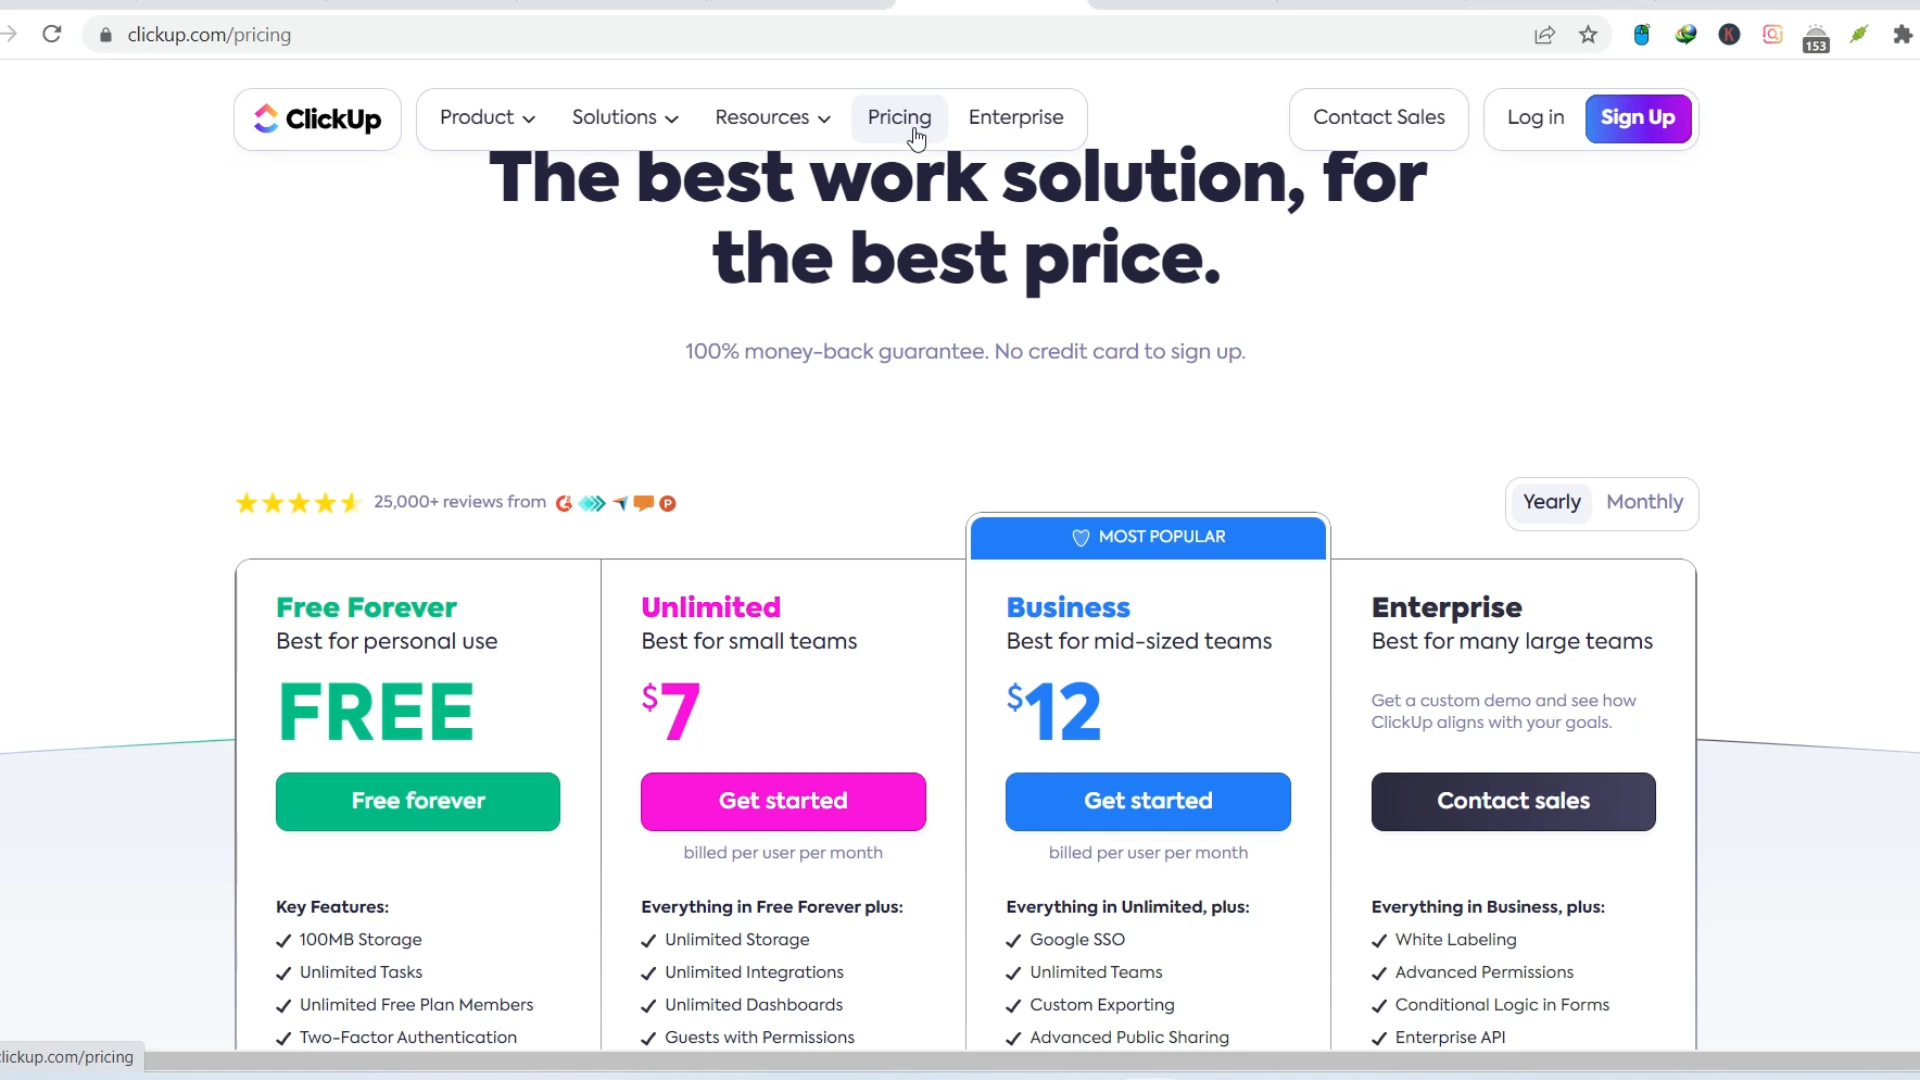 clickup.com/pricing
153
ClickUp
Product
Solutions
Resources
Pricing
Enterprise
Contact Sales
Log in
Sign Up
The best work solution, for
the best price.
100% money-back guarantee. No credit card to sign up.
25,000+ reviews from
Yearly
Monthly
MOST POPULAR
Free Forever
Best for personal use
FREE
Free forever
Key Features:
100MB Storage
Unlimited Tasks
Unlimited Free Plan Members
Two-Factor Authentication
Unlimited
Best for small teams
$7
Get started
billed per user per month
Everything in Free Forever plus:
Unlimited Storage
Unlimited Integrations
Unlimited Dashboards
Guests with Permissions
Business
Best for mid-sized teams
$12
Get started
billed per user per month
Everything in Unlimited, plus:
Google SSO
Unlimited Teams
Custom Exporting
Advanced Public Sharing
Enterprise
Best for many large teams
Get a custom demo and see how
ClickUp aligns with your goals.
Contact sales
Everything in Business, plus:
White Labeling
Advanced Permissions
Conditional Logic in Forms
Enterprise API
lickup.com/pricing